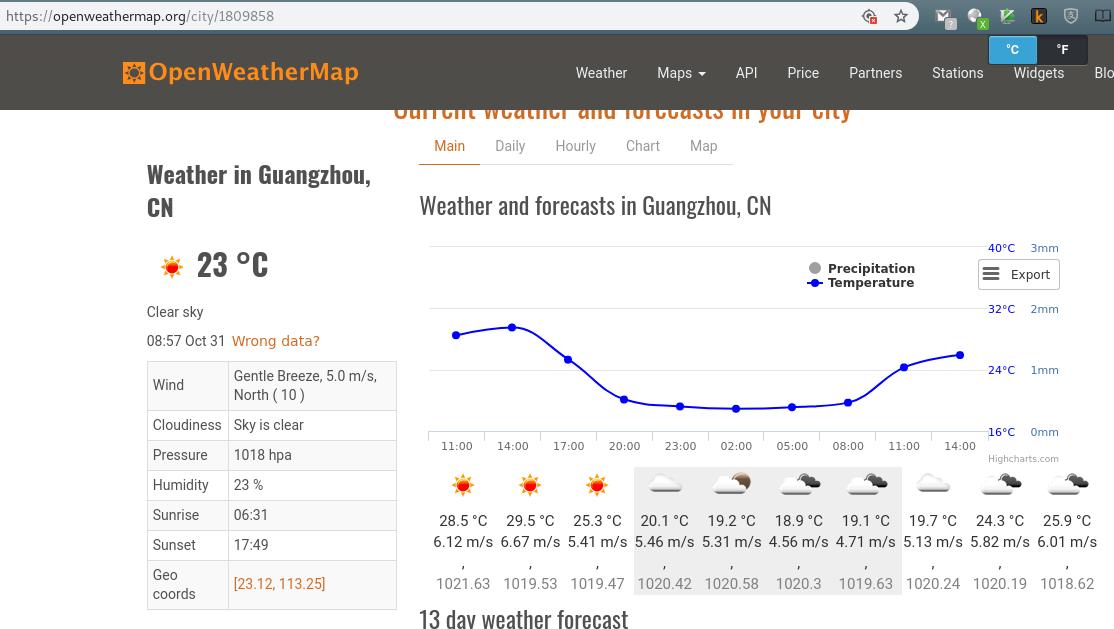 https://openweathermap.org/city/1809858
°C °F
OpenWeatherMap
Weather Maps API Price Partners Stations Widgets Blo
Current weather and forecasts in your city
Main Daily Hourly Chart Map
Weather in Guangzhou,
CN
23 °C
Clear sky
08:57 Oct 31 Wrong data?
Wind Gentle Breeze, 5.0 m/s,
North ( 10 )
Cloudiness Sky is clear
Pressure 1018 hpa
Humidity 23 %
Sunrise 06:31
Sunset 17:49
Geo
coords [23.12, 113.25]
Weather and forecasts in Guangzhou, CN
40°C 3mm
Precipitation
Temperature
Export
32°C 2mm
24°C 1mm
16°C 0mm
11:00 14:00 17:00 20:00 23:00 02:00 05:00 08:00 11:00 14:00
Highcharts.com
28.5 °C 29.5 °C 25.3 °C 20.1 °C 19.2 °C 18.9 °C 19.1 °C 19.7 °C 24.3 °C 25.9 °C
6.12 m/s 6.67 m/s 5.41 m/s 5.46 m/s 5.31 m/s 4.56 m/s 4.71 m/s 5.13 m/s 5.82 m/s 6.01 m/s
, , , , , , , , , ,
1021.63 1019.53 1019.47 1020.42 1020.58 1020.3 1019.63 1020.24 1020.19 1018.62
13 day weather forecast